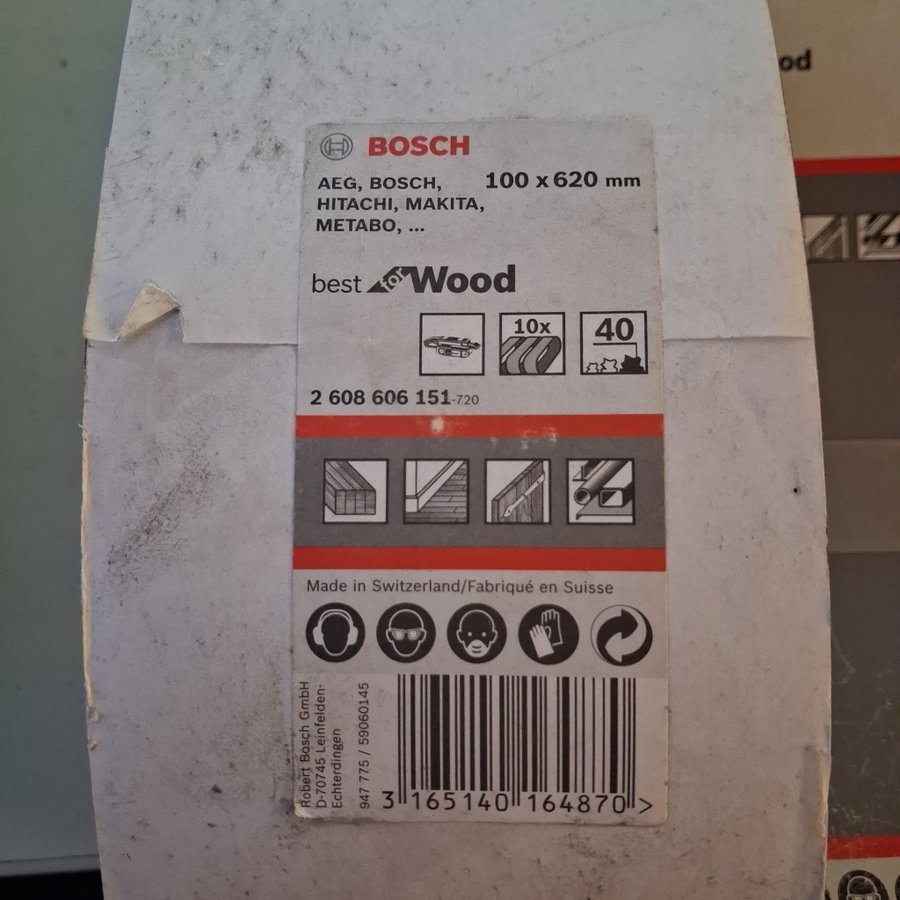 BOSCH
AEG, BOSCH,
HITACHI, MAKITA,
METABO, ...
100 x 620 mm
best for Wood
10x
40
2 608 606 151-720
Made in Switzerland/Fabriqué en Suisse
Robert Bosch GmbH
D-70745 Leinfelden-
Echterdingen
947 775 / 59060145
3 165140 164870 >
od